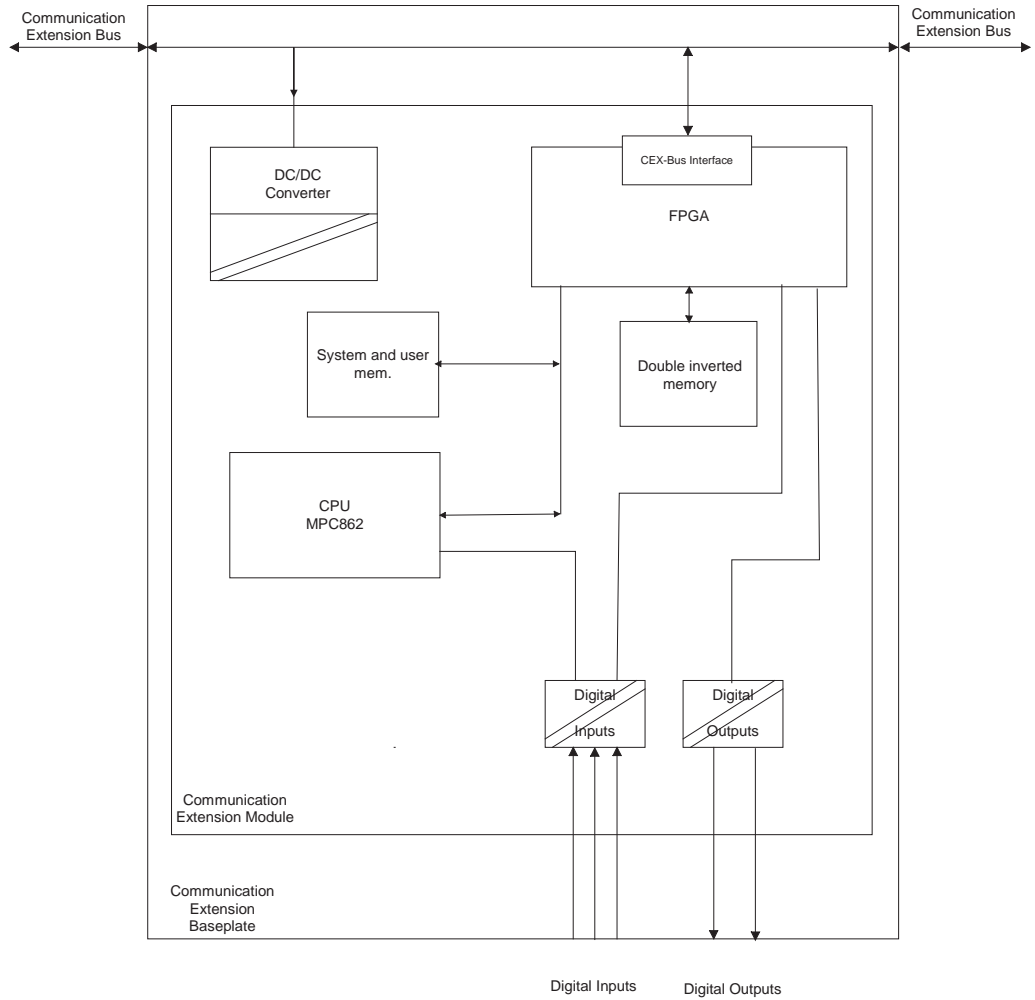 Communication
Extension Bus
Communication
Extension Bus
CEX-Bus Interface
DC/DC
Converter
FPGA
System and user
mem.
Double inverted
memory
CPU
MPC862
Digital
Inputs
Digital
Outputs
Communication
Extension Module
Communication
Extension
Baseplate
Digital Inputs
Digital Outputs